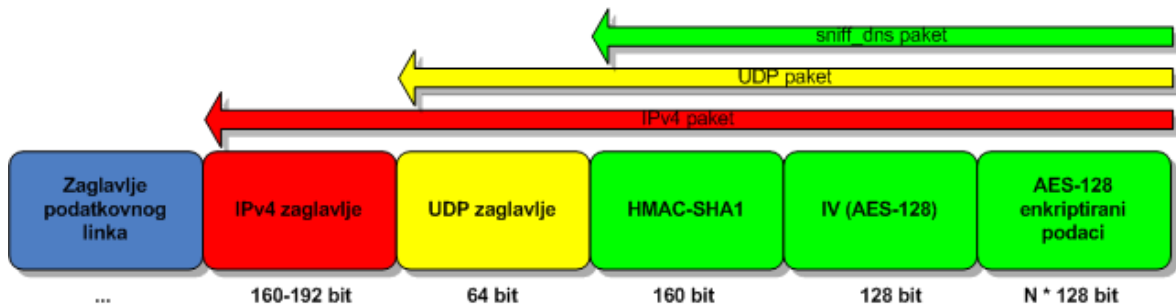 sniff_dns paket
UDP paket
IPv4 paket
Zaglavlje
podatkovnog
linka
IPv4 zaglavlje
UDP zaglavlje
HMAC-SHA1
IV (AES-128)
AES-128
enkriptirani
podaci
...
160-192 bit
64 bit
160 bit
128 bit
N * 128 bit